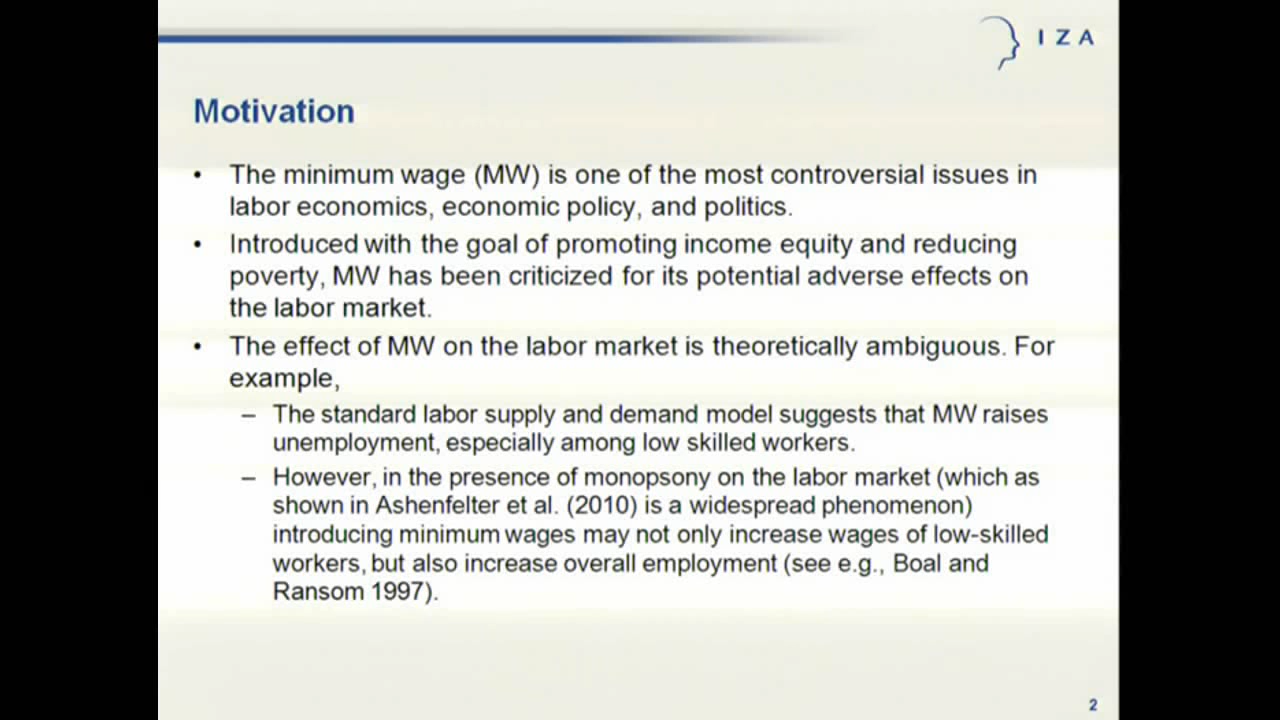 I Z A
Motivation
• The minimum wage (MW) is one of the most controversial issues in
labor economics, economic policy, and politics.
• Introduced with the goal of promoting income equity and reducing
poverty, MW has been criticized for its potential adverse effects on
the labor market.
• The effect of MW on the labor market is theoretically ambiguous. For
example,
– The standard labor supply and demand model suggests that MW raises
unemployment, especially among low skilled workers.
– However, in the presence of monopsony on the labor market (which as
shown in Ashenfelter et al. (2010) is a widespread phenomenon)
introducing minimum wages may not only increase wages of low-skilled
workers, but also increase overall employment (see e.g., Boal and
Ransom 1997).
2